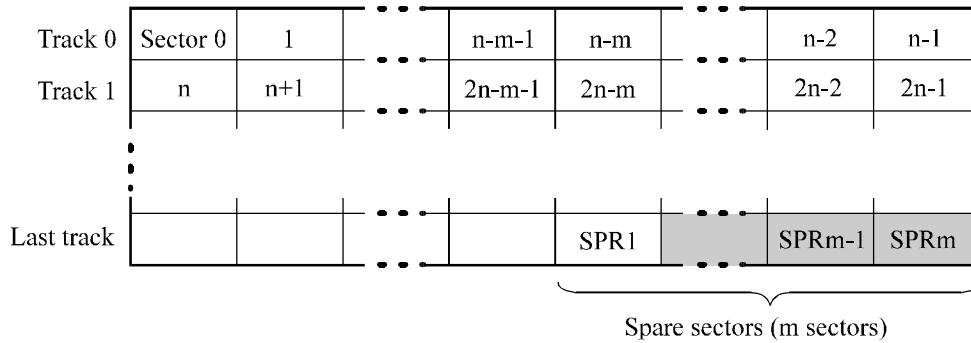 Track 0 Sector 0 1 n-m-1 n-m n-2 n-1
Track 1 n n+1 2n-m-1 2n-m 2n-2 2n-1
Last track SPR1 SPRm-1 SPRm
Spare sectors (m sectors)